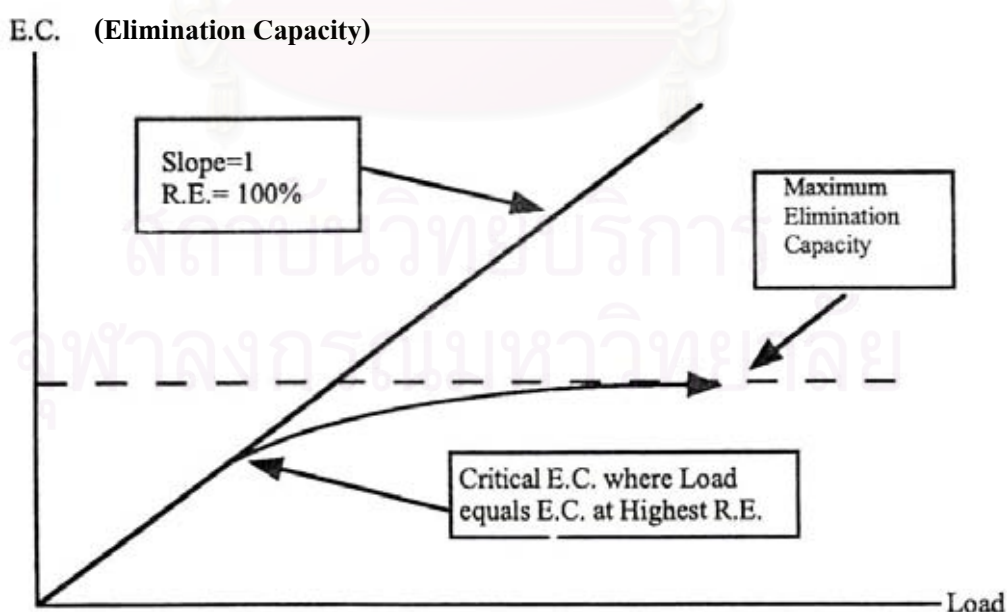 E.C. (Elimination Capacity)
Slope=1
R.E.= 100%
Maximum
Elimination
Capacity
สถาบันวิทยบริการ
จุฬาลงกรณ์มหาวิทยาลัย
Critical E.C. where Load
equals E.C. at Highest R.E.
Load